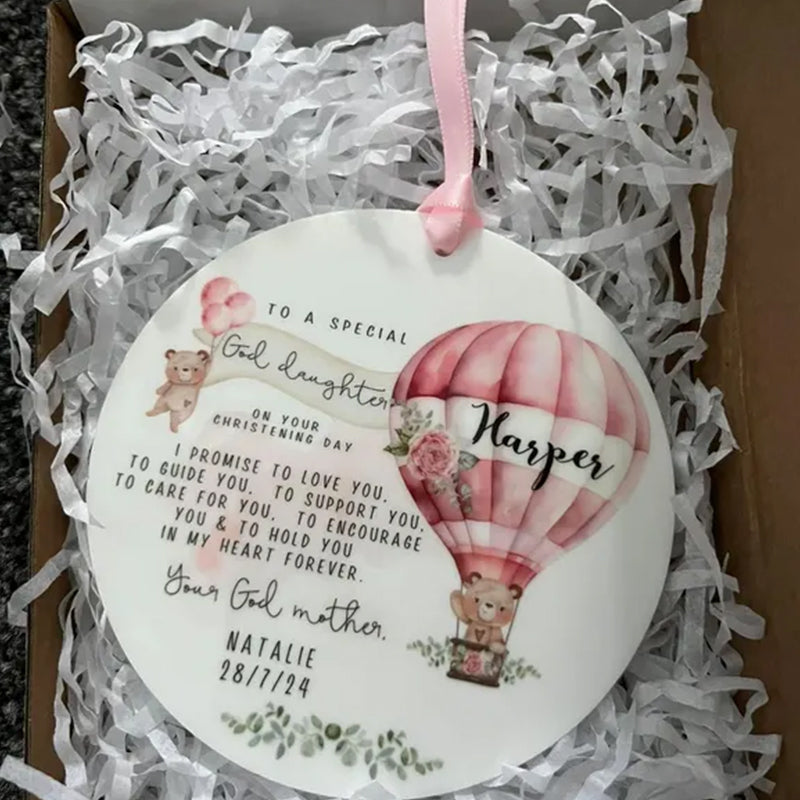 TO A SPECIAL
God daughter
ON YOUR
CHRISTENING DAY
I PROMISE TO LOVE YOU,
TO GUIDE YOU, TO SUPPORT YOU,
TO CARE FOR YOU, TO ENCOURAGE
YOU & TO HOLD YOU
IN MY HEART FOREVER.
Your God mother,
NATALIE
28/7/24
Harper